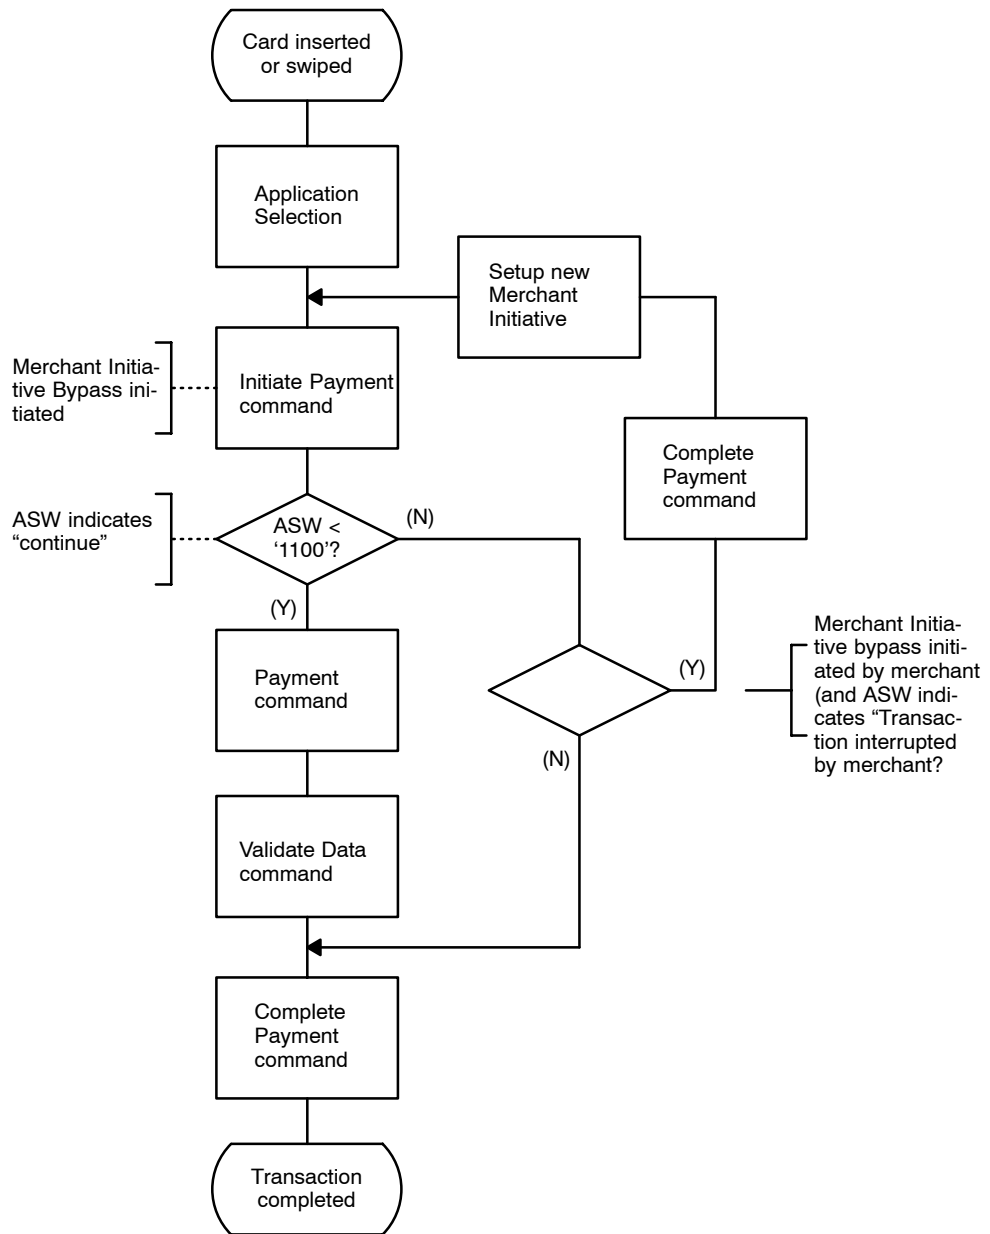 Card inserted
or swiped
Application
Selection
Setup new
Merchant
Initiative
Merchant Initia-
tive Bypass ini-
tiated
Initiate Payment
command
Complete
Payment
command
ASW indicates
“continue”
ASW <
‘1100’?
(N)
(Y)
Payment
command
(Y)
(N)
Merchant Initia-
tive bypass initi-
ated by merchant
(and ASW indi-
cates “Transac-
tion interrupted
by merchant?
Validate Data
command
Complete
Payment
command
Transaction
completed